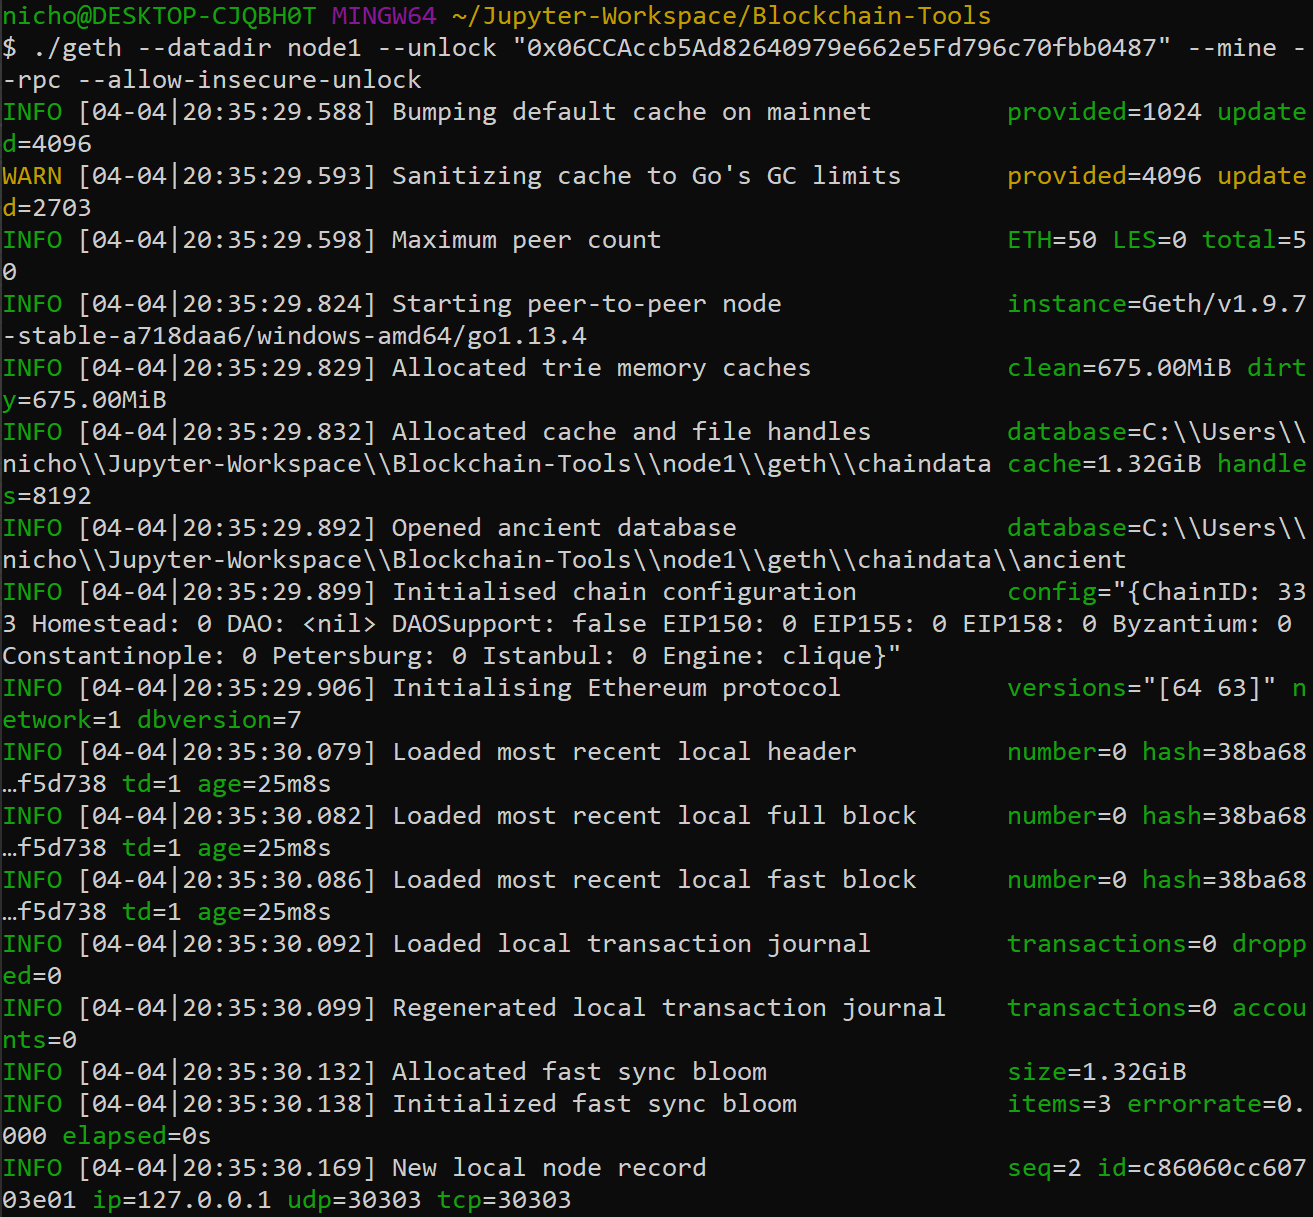 nicho@DESKTOP-CJQBH0T MINGW64 ~/Jupyter-Workspace/Blockchain-Tools
$ ./geth --datadir node1 --unlock "0x06CCAccb5Ad82640979e662e5Fd796c70fbb0487" --mine -
-rpc --allow-insecure-unlock
INFO [04-04|20:35:29.588] Bumping default cache on mainnet         provided=1024 update
d=4096
WARN [04-04|20:35:29.593] Sanitizing cache to Go's GC limits       provided=4096 update
d=2703
INFO [04-04|20:35:29.598] Maximum peer count                       ETH=50 LES=0 total=5
0
INFO [04-04|20:35:29.824] Starting peer-to-peer node               instance=Geth/v1.9.7
-stable-a718daa6/windows-amd64/go1.13.4
INFO [04-04|20:35:29.829] Allocated trie memory caches             clean=675.00MiB dirt
y=675.00MiB
INFO [04-04|20:35:29.832] Allocated cache and file handles         database=C:\\Users\\
nicho\\Jupyter-Workspace\\Blockchain-Tools\\node1\\geth\\chaindata cache=1.32GiB handle
s=8192
INFO [04-04|20:35:29.892] Opened ancient database                  database=C:\\Users\\
nicho\\Jupyter-Workspace\\Blockchain-Tools\\node1\\geth\\chaindata\\ancient
INFO [04-04|20:35:29.899] Initialised chain configuration          config="{ChainID: 33
3 Homestead: 0 DAO: <nil> DAOSupport: false EIP150: 0 EIP155: 0 EIP158: 0 Byzantium: 0
Constantinople: 0 Petersburg: 0 Istanbul: 0 Engine: clique}"
INFO [04-04|20:35:29.906] Initialising Ethereum protocol           versions="[64 63]" n
etwork=1 dbversion=7
INFO [04-04|20:35:30.079] Loaded most recent local header          number=0 hash=38ba68
…f5d738 td=1 age=25m8s
INFO [04-04|20:35:30.082] Loaded most recent local full block      number=0 hash=38ba68
…f5d738 td=1 age=25m8s
INFO [04-04|20:35:30.086] Loaded most recent local fast block      number=0 hash=38ba68
…f5d738 td=1 age=25m8s
INFO [04-04|20:35:30.092] Loaded local transaction journal         transactions=0 dropp
ed=0
INFO [04-04|20:35:30.099] Regenerated local transaction journal    transactions=0 accou
nts=0
INFO [04-04|20:35:30.132] Allocated fast sync bloom                size=1.32GiB
INFO [04-04|20:35:30.138] Initialized fast sync bloom              items=3 errorrate=0.
000 elapsed=0s
INFO [04-04|20:35:30.169] New local node record                    seq=2 id=c86060cc607
03e01 ip=127.0.0.1 udp=30303 tcp=30303